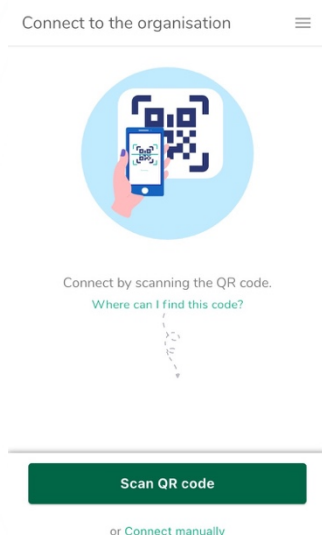 Connect to the organisation
Connect by scanning the QR code.
Where can I find this code?
Scan QR code
or Connect manually